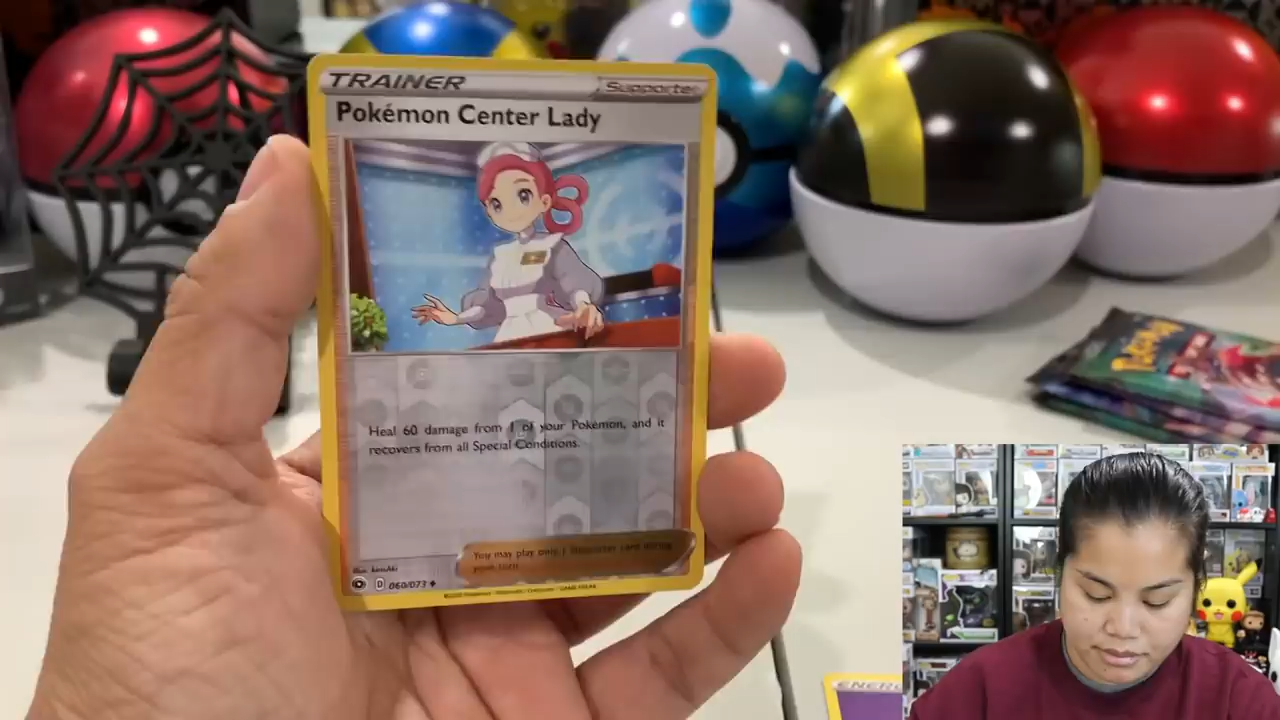 TRAINER
Supporter
Pokémon Center Lady
Heal 60 damage from 1 of your Pokémon, and it
recovers from all Special Conditions.
You may play only 1 Supporter card during
your turn.
D 060/073
Pokémon
ENERG